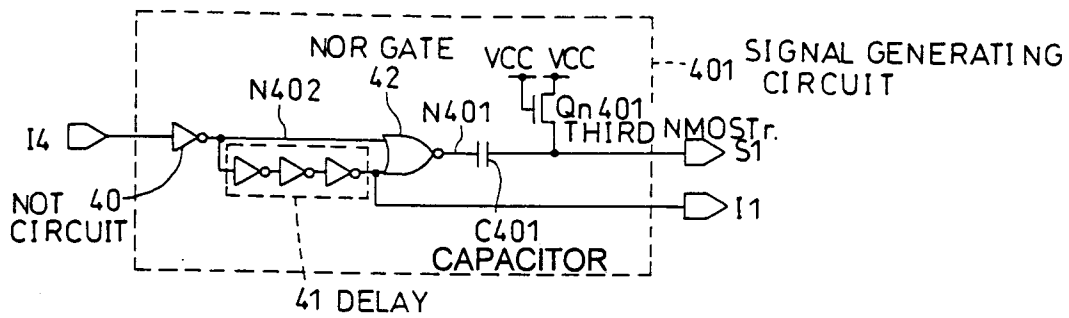 NOR GATE
42
VCC VCC
401 SIGNAL GENERATING
CIRCUIT
N402
N401
Qn401
THIRD NMOSTr.
I4
S1
NOT 40
CIRCUIT
I1
C401
CAPACITOR
41 DELAY